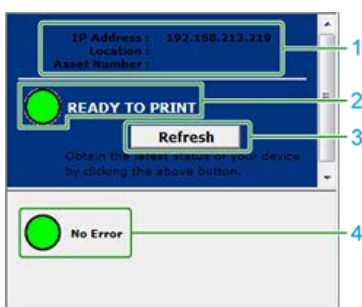 IP Address : 192.168.213.219
Location :
Asset Number :
1
READY TO PRINT
2
Refresh
3
Obtain the latest status of your device
by clicking the above button.
No Error
4